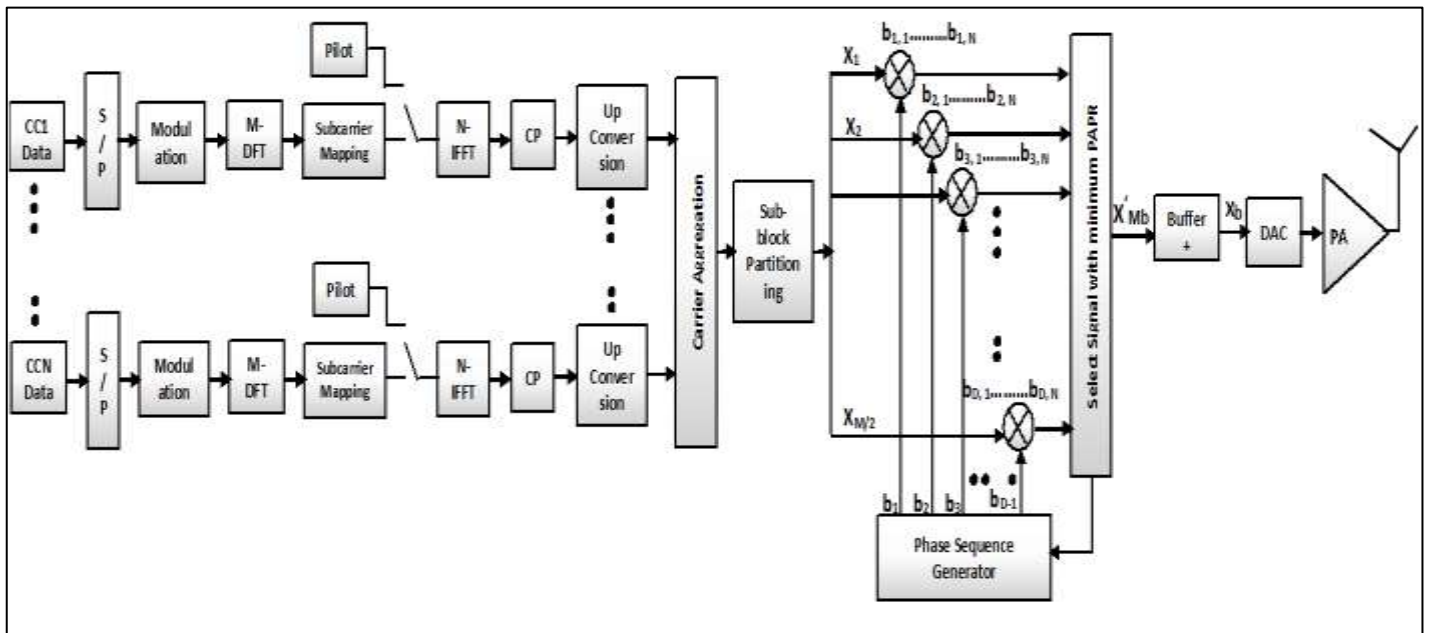 Pilot
CC1
Data
S
/
P
Modul
ation
M-
DFT
Subcarrier
Mapping
N-
IFFT
CP
Up
Conver
sion
CCN
Data
S
/
P
Modul
ation
M-
DFT
Pilot
Subcarrier
Mapping
N-
IFFT
CP
Up
Conver
sion
Carrier Aggregation
Sub-
block
Partition
ing
X1
b1, 1.........b1, N
X2
b2, 1.........b2, N
b3, 1.........b3, N
XM/2
bD, 1.........bD, N
b1
b2
b3
bD-1
Phase Sequence
Generator
Select Signal with minimum PAPR
X'Mb
Buffer
+
Xb
DAC
PA